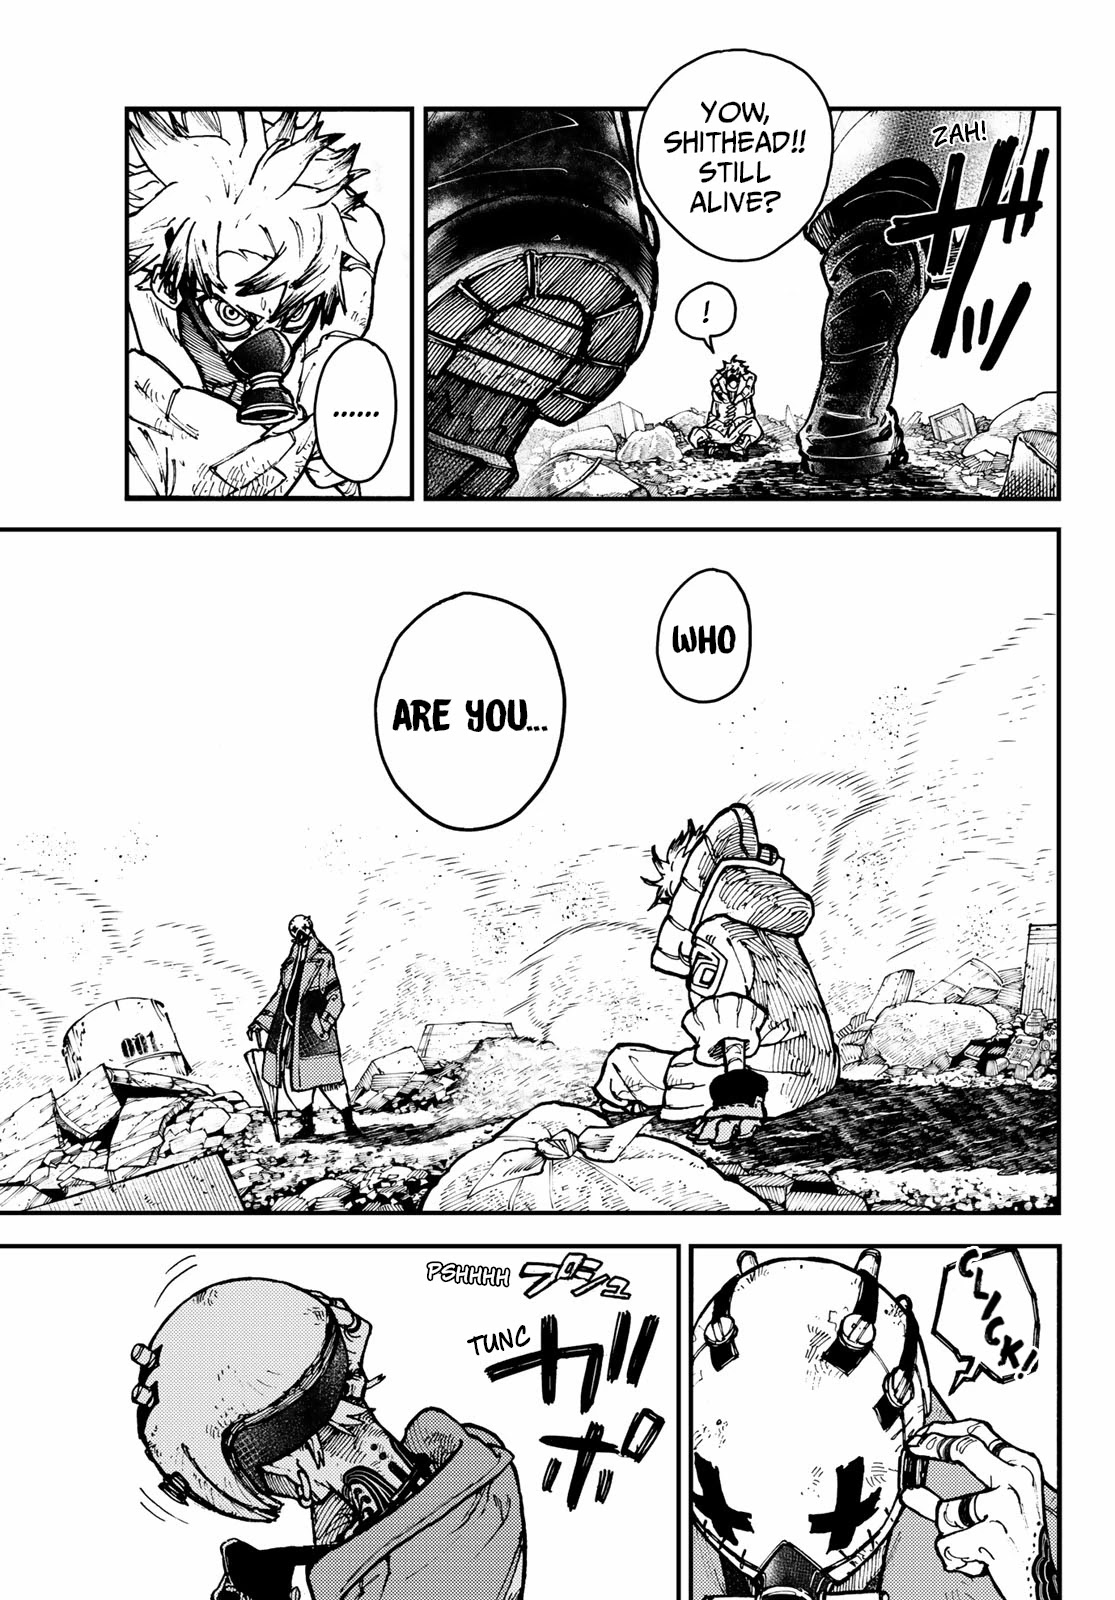 ZAH!
ザッ
YOW,
SHITHEAD!!
STILL
ALIVE?
!
......
WHO
ARE YOU...
001
CLICK!!
PSHHHH
プシュ
TUNC
ガポ